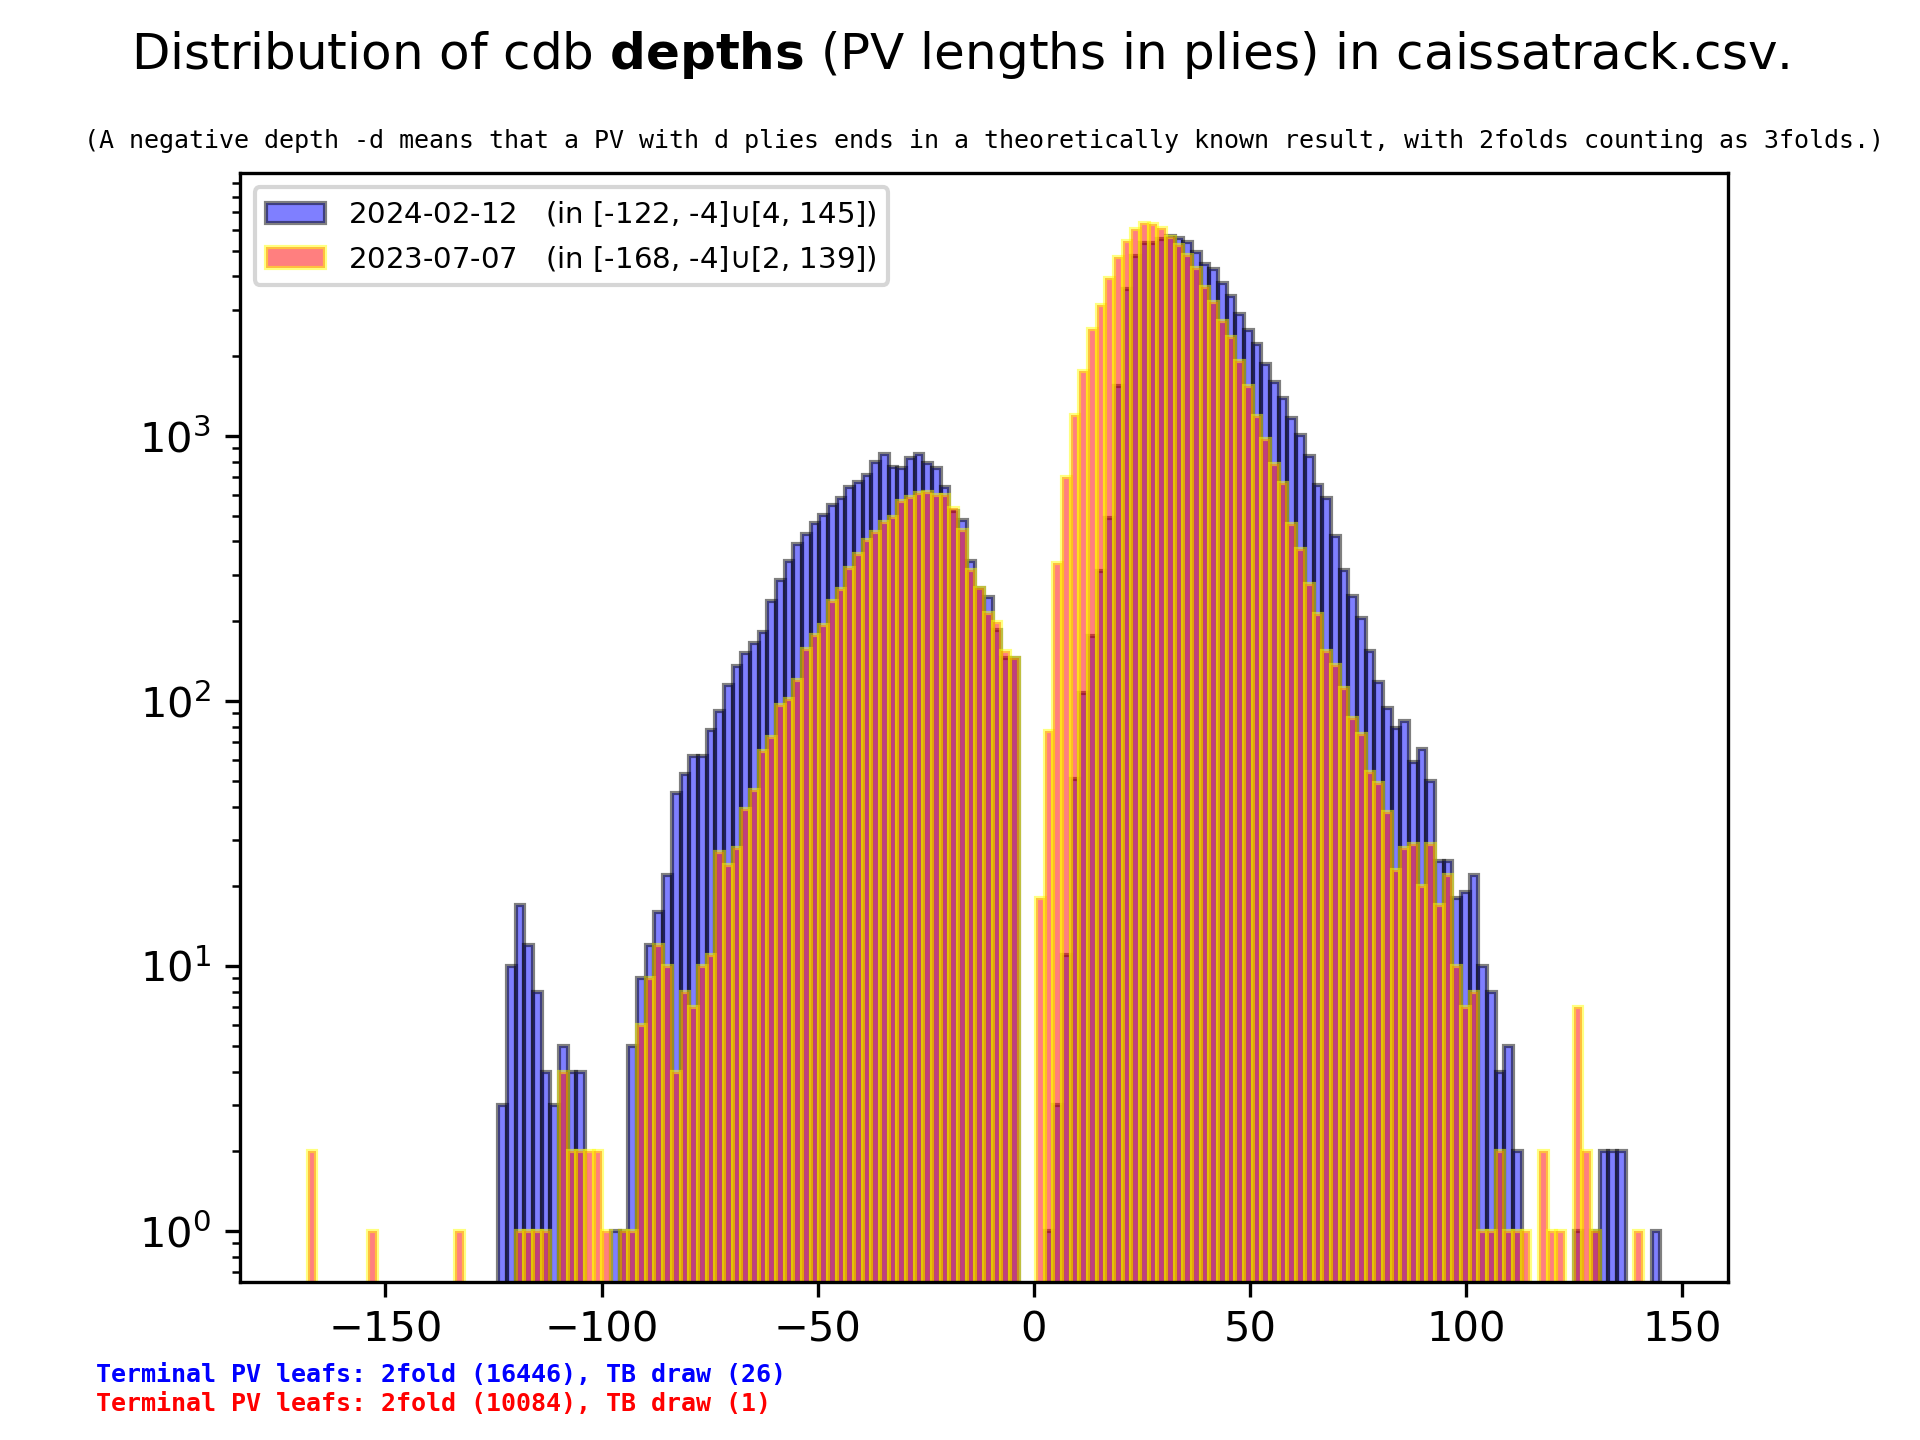 Distribution of cdb depths (PV lengths in plies) in caissatrack.csv.
(A negative depth -d means that a PV with d plies ends in a theoretically known result, with 2folds counting as 3folds.)
2024-02-12 (in [-122, -4]∪[4, 145])
2023-07-07 (in [-168, -4]∪[2, 139])
10³
10²
10¹
10⁰
−150 −100 −50 0 50 100 150
Terminal PV leafs: 2fold (16446), TB draw (26)
Terminal PV leafs: 2fold (10084), TB draw (1)